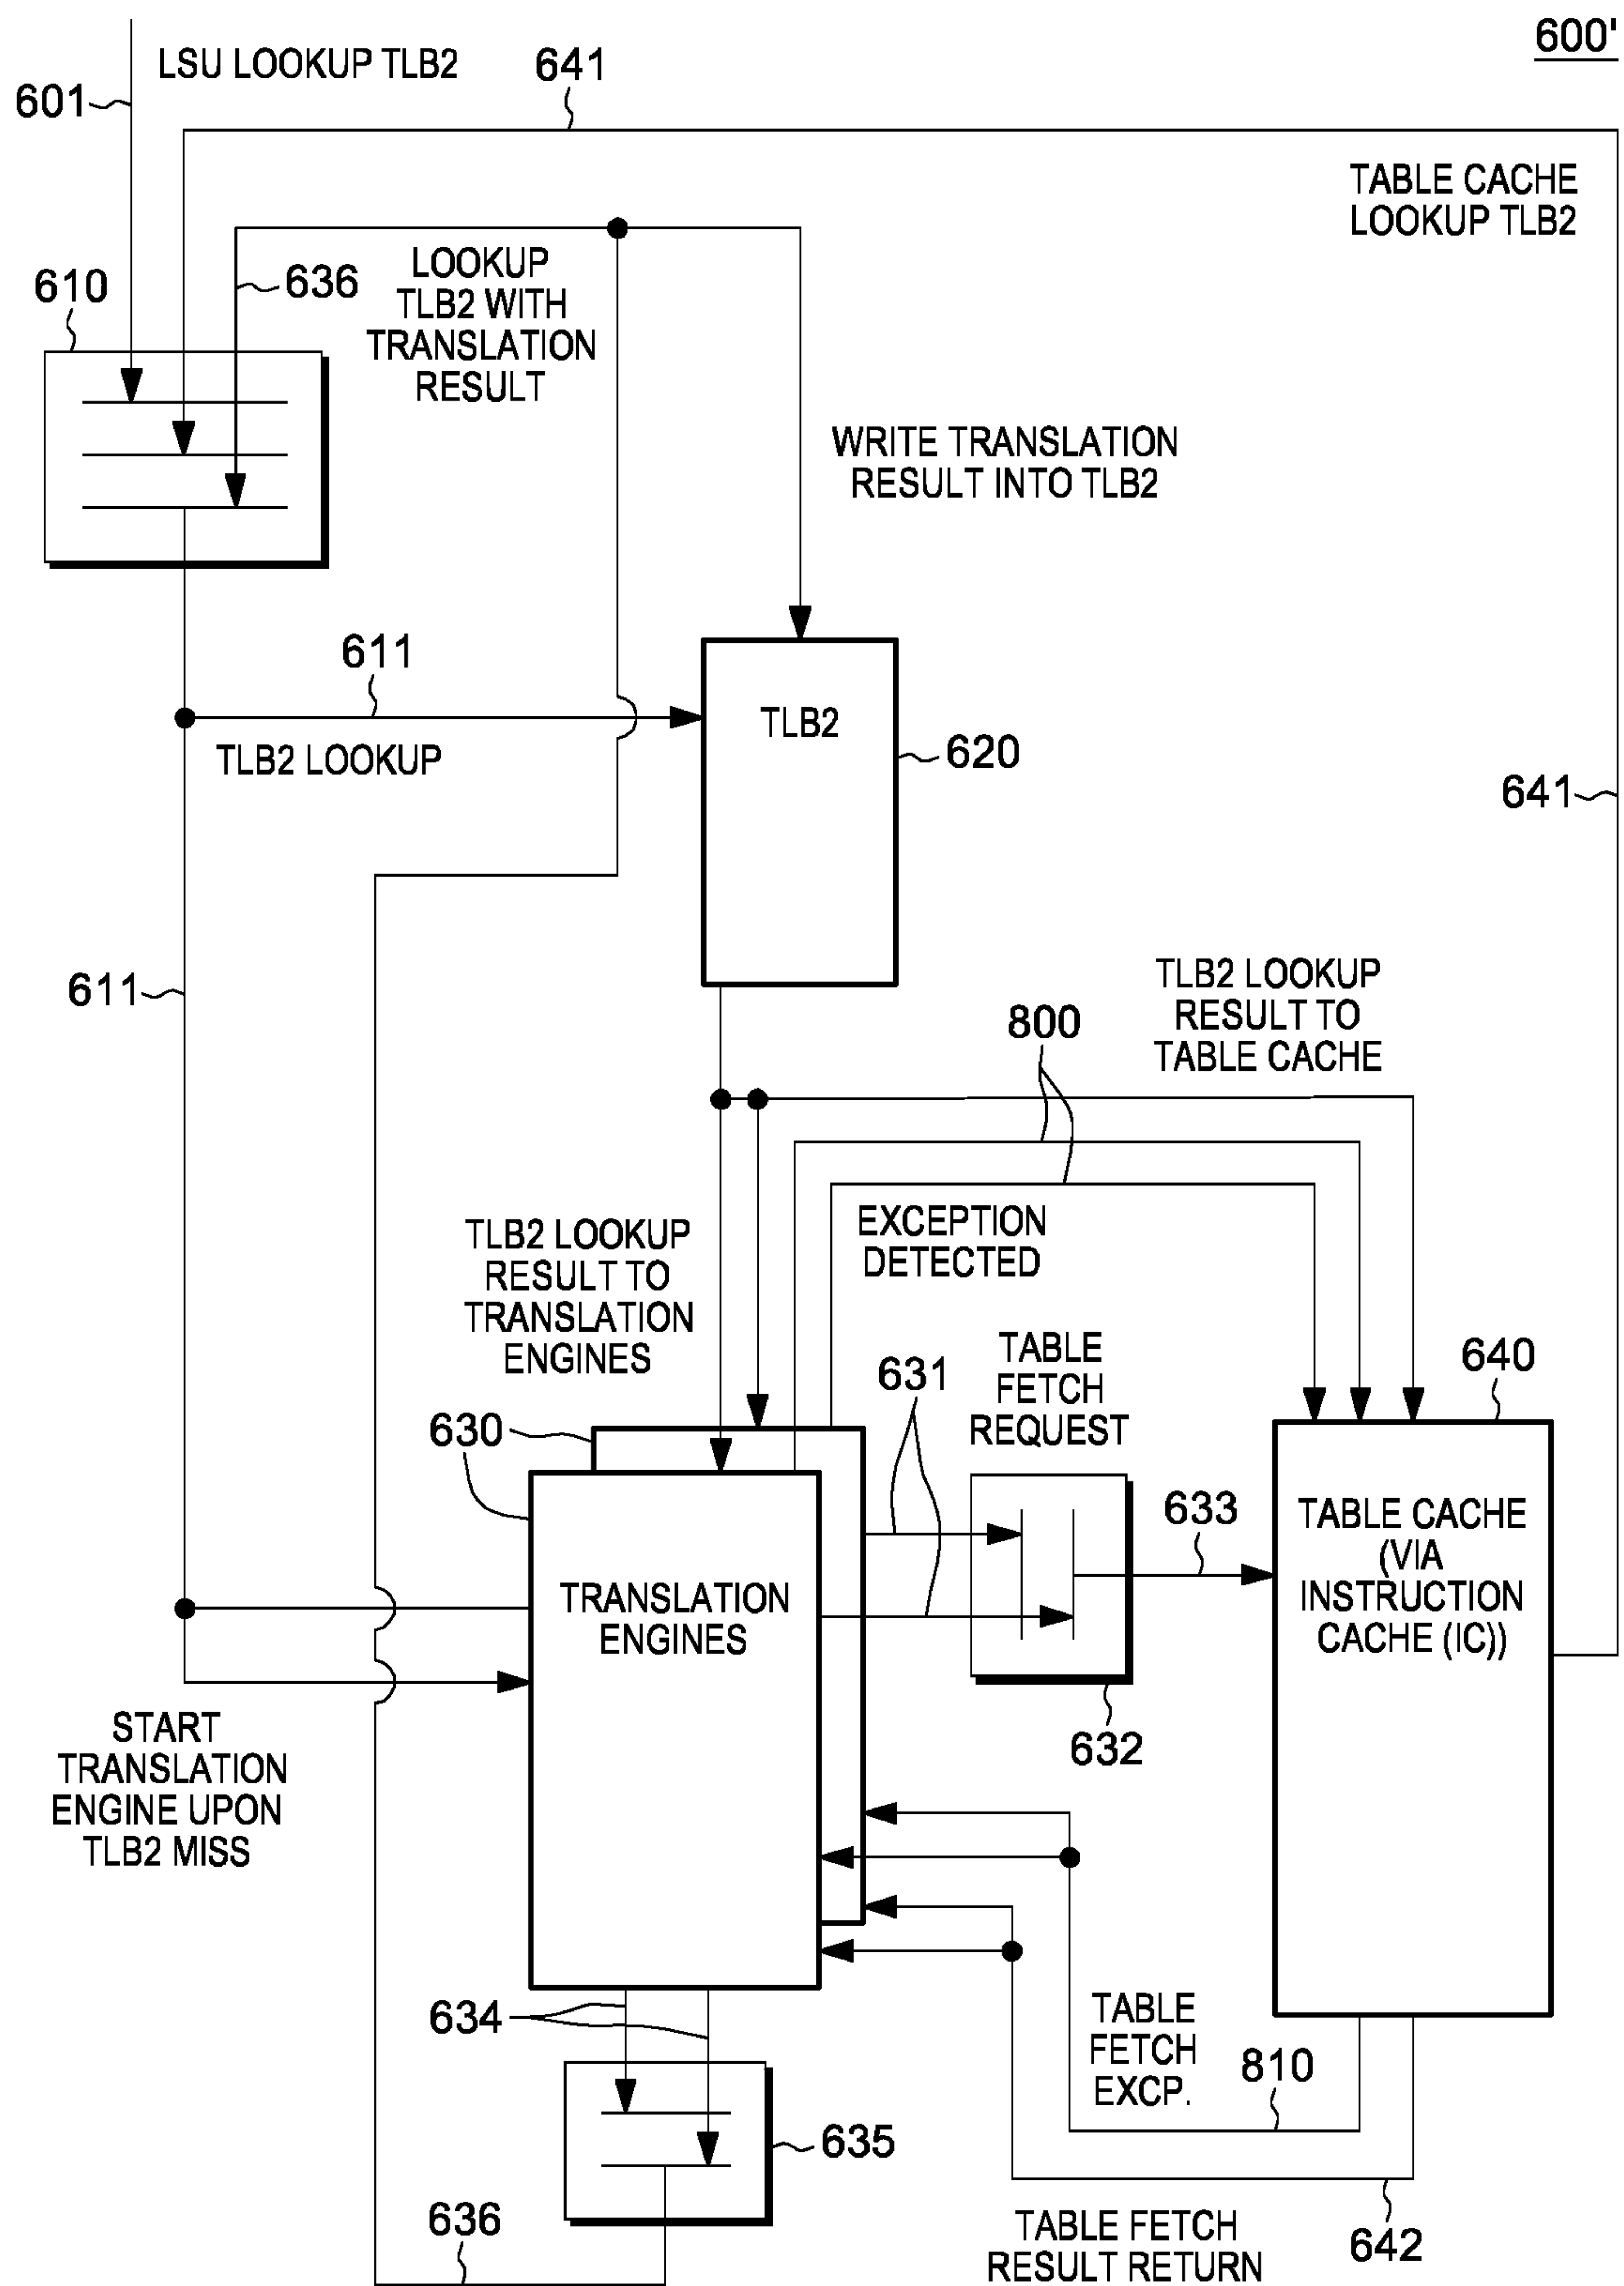 600'
LSU LOOKUP TLB2
641
601
TABLE CACHE
LOOKUP TLB2
LOOKUP
TLB2 WITH
TRANSLATION
RESULT
636
610
WRITE TRANSLATION
RESULT INTO TLB2
611
TLB2
TLB2 LOOKUP
620
641
611
TLB2 LOOKUP
RESULT TO
TABLE CACHE
800
EXCEPTION
DETECTED
TLB2 LOOKUP
RESULT TO
TRANSLATION
ENGINES
TABLE
FETCH
REQUEST
631
640
630
633
TABLE CACHE
(VIA
INSTRUCTION
CACHE (IC))
TRANSLATION
ENGINES
632
START
TRANSLATION
ENGINE UPON
TLB2 MISS
634
TABLE
FETCH
EXCP.
810
635
636
TABLE FETCH
RESULT RETURN
642